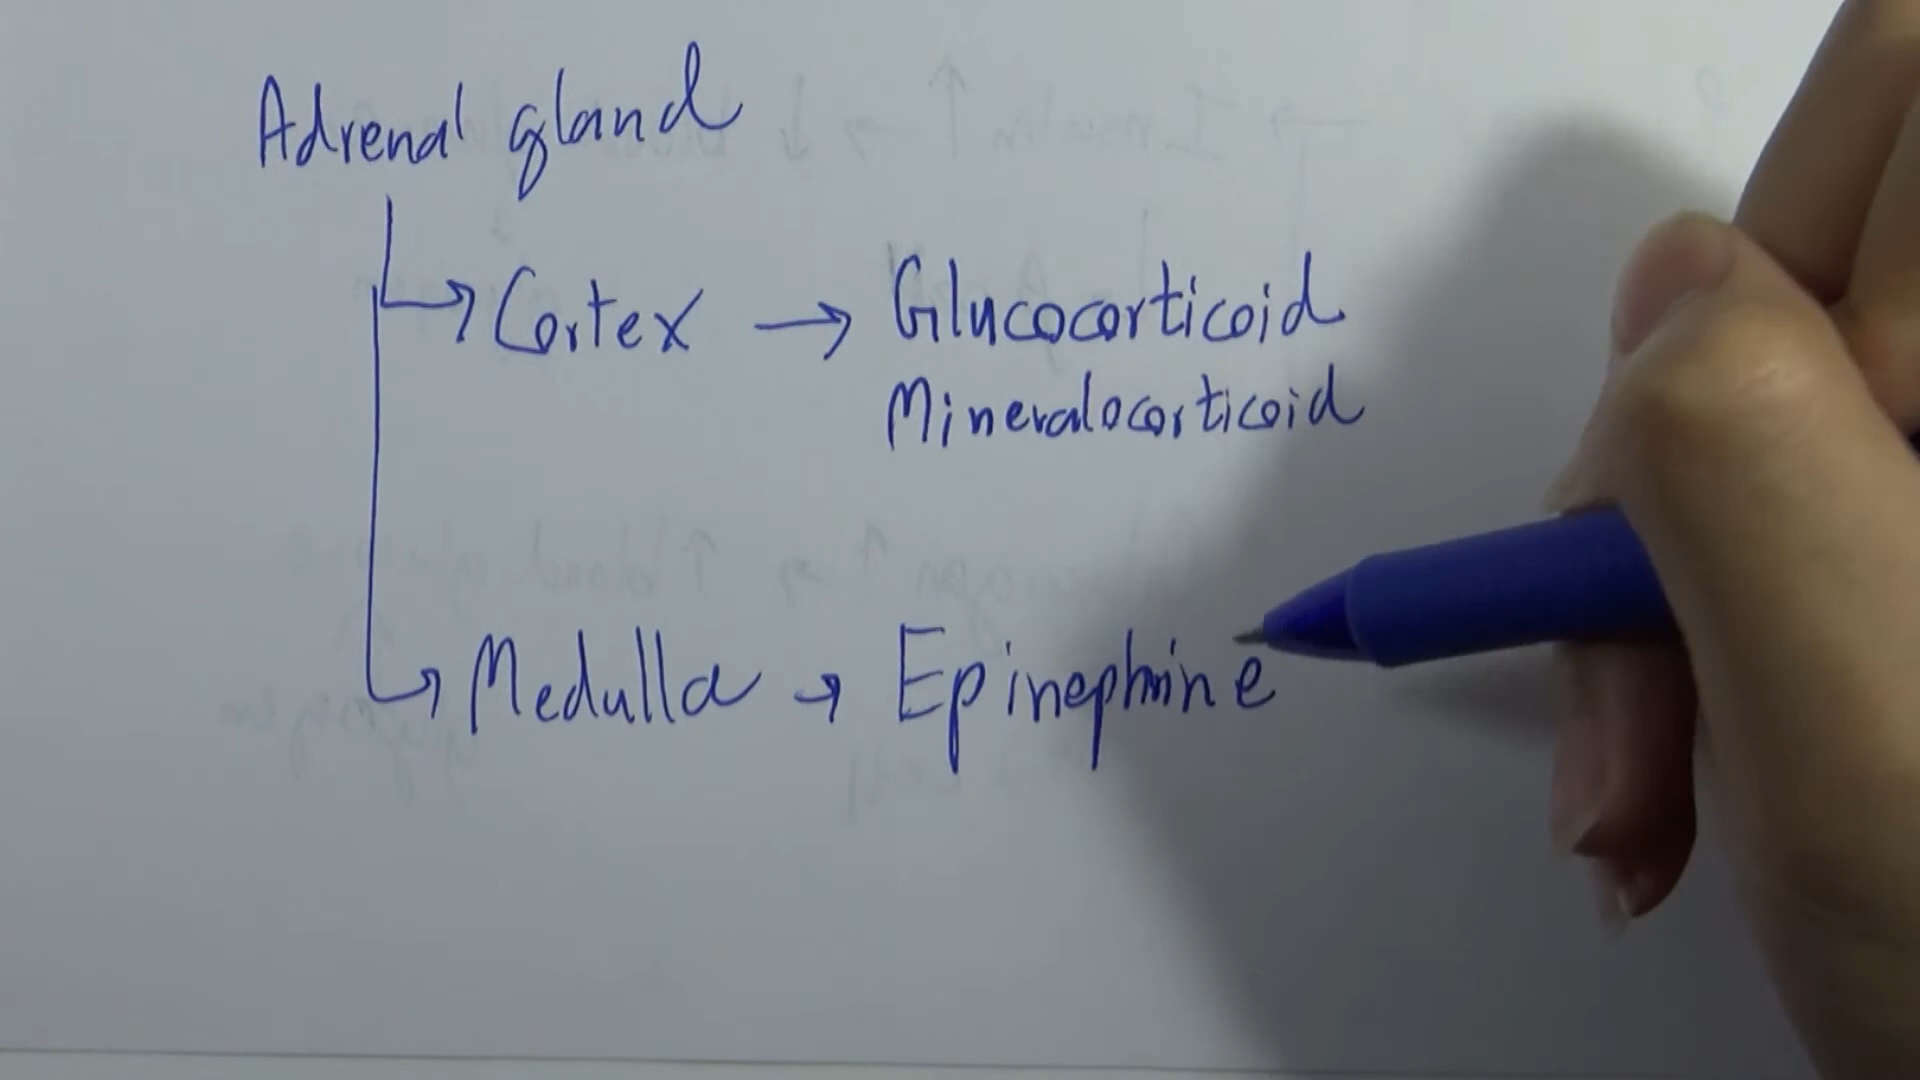 Adrenal gland
Cortex → Glucocorticoid
Mineralocorticoid
Medulla → Epinephrine